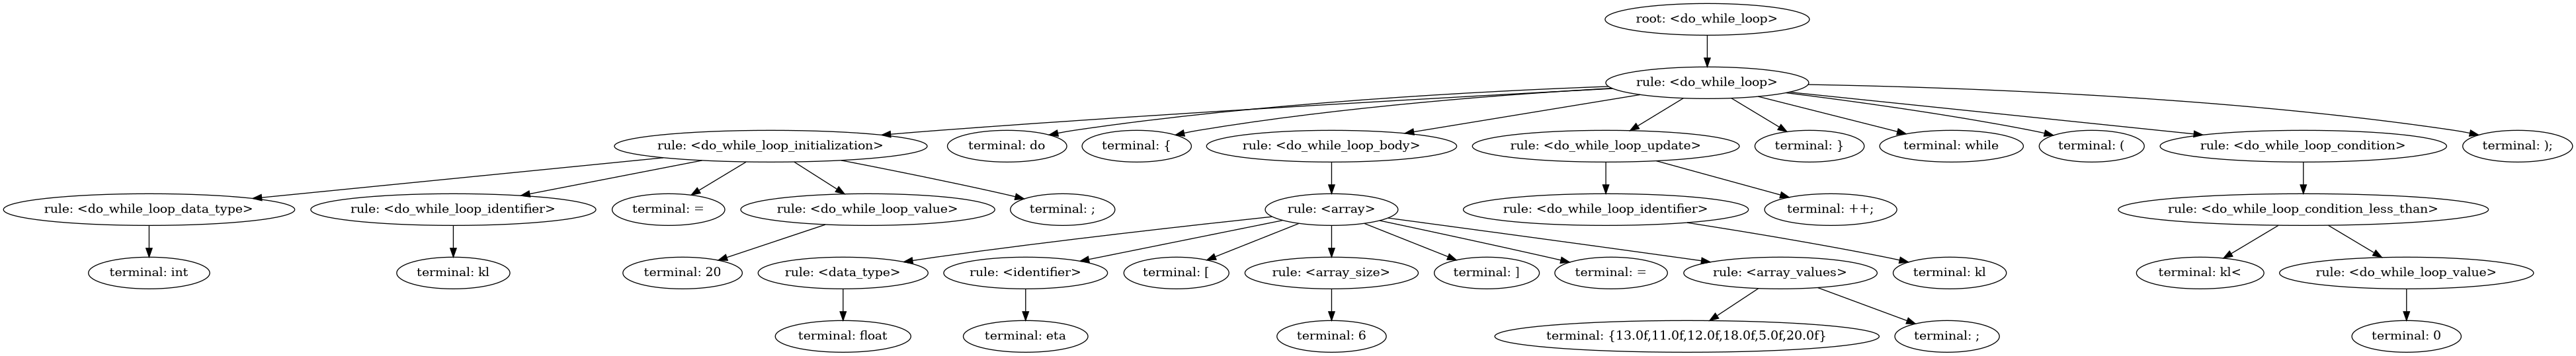 root: <do_while_loop>
rule: <do_while_loop>
rule: <do_while_loop_initialization>
terminal: do
terminal: {
rule: <do_while_loop_body>
rule: <do_while_loop_update>
terminal: }
terminal: while
terminal: (
rule: <do_while_loop_condition>
terminal: );
rule: <do_while_loop_data_type>
rule: <do_while_loop_identifier>
terminal: =
rule: <do_while_loop_value>
terminal: ;
rule: <array>
rule: <do_while_loop_identifier>
terminal: ++;
rule: <do_while_loop_condition_less_than>
terminal: int
terminal: kl
terminal: 20
rule: <data_type>
rule: <identifier>
terminal: [
rule: <array_size>
terminal: ]
terminal: =
rule: <array_values>
terminal: kl
terminal: kl<
rule: <do_while_loop_value>
terminal: float
terminal: eta
terminal: 6
terminal: {13.0f,11.0f,12.0f,18.0f,5.0f,20.0f}
terminal: ;
terminal: 0